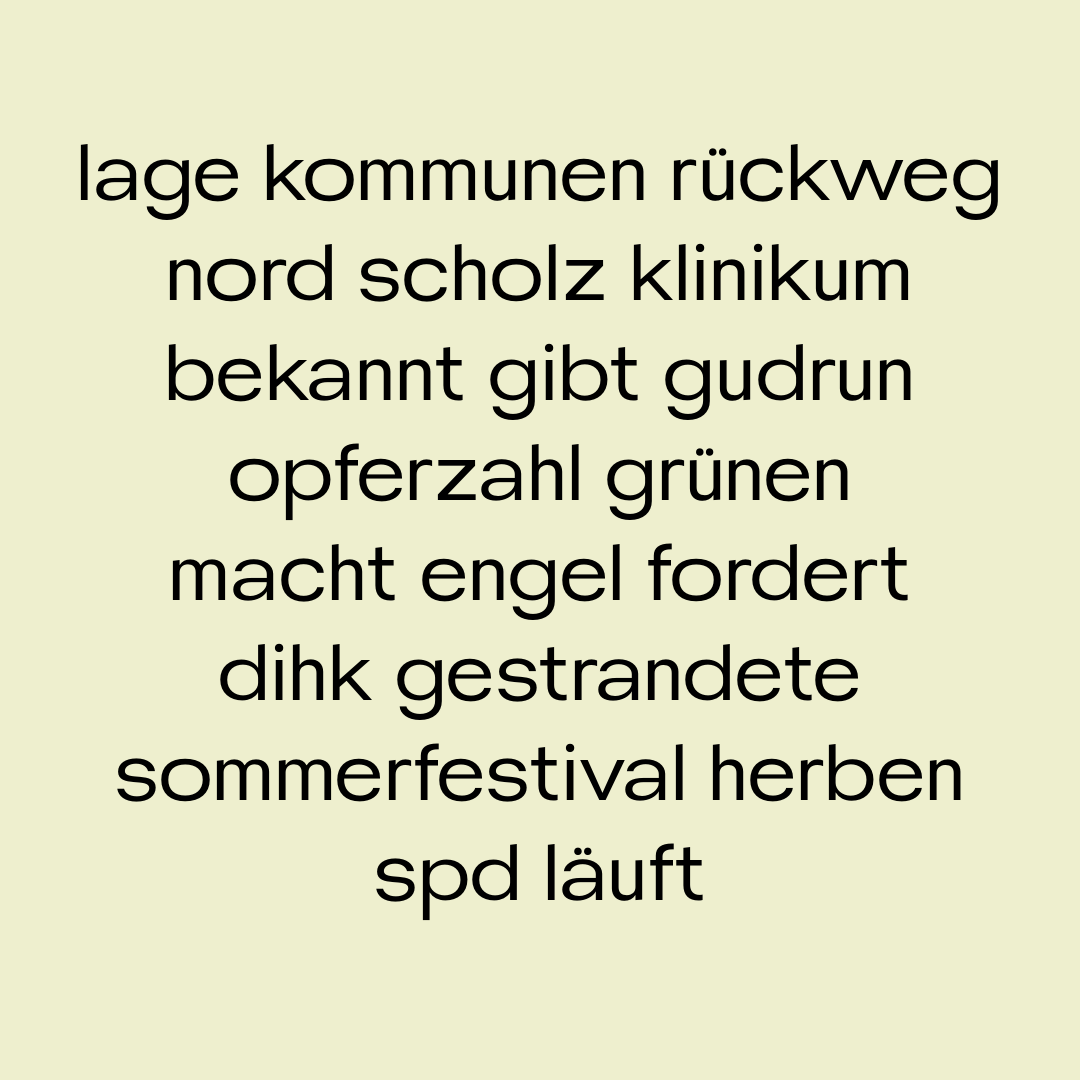 lage kommunen rückweg
nord scholz klinikum
bekannt gibt gudrun
opferzahl grünen
macht engel fordert
dihk gestrandete
sommerfestival herben
spd läuft